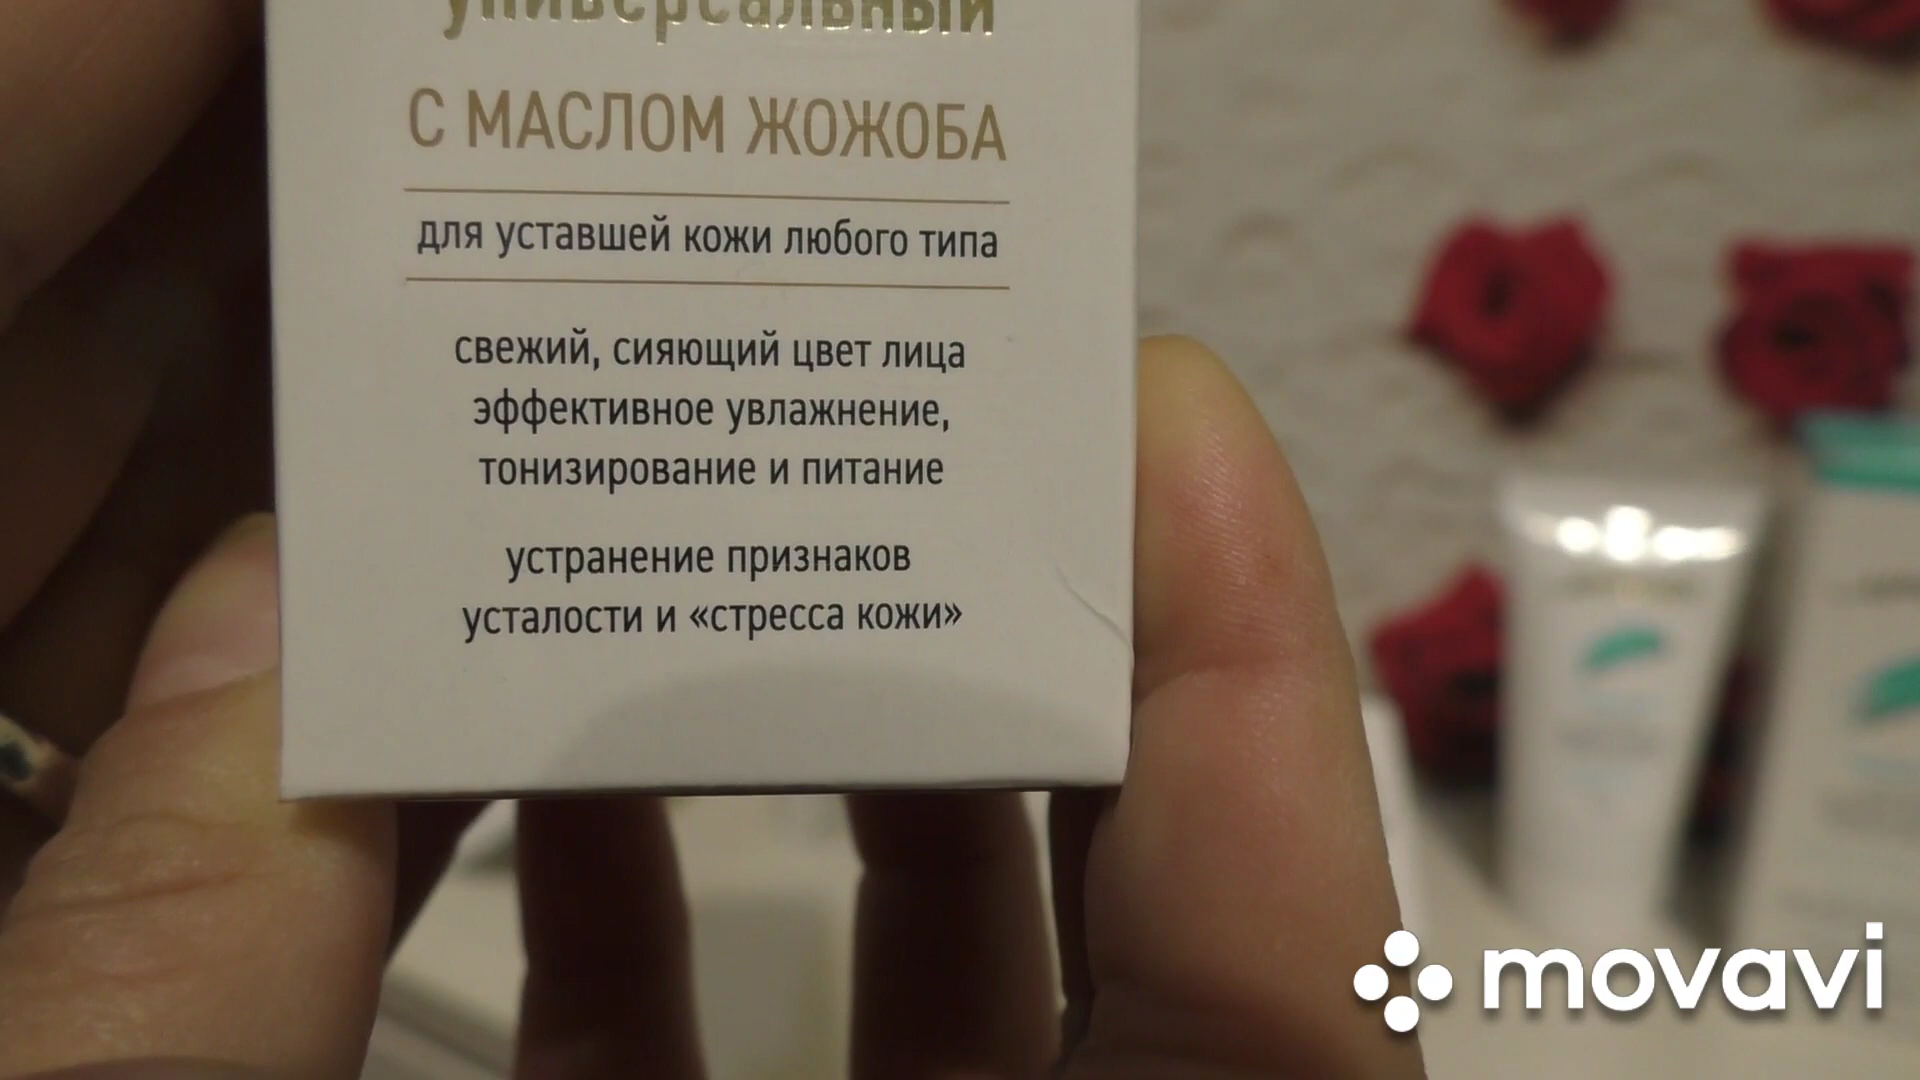 универсальный
С МАСЛОМ ЖОЖОБА
для уставшей кожи любого типа
свежий, сияющий цвет лица
эффективное увлажнение,
тонизирование и питание
устранение признаков
усталости и «стресса кожи»
movavi